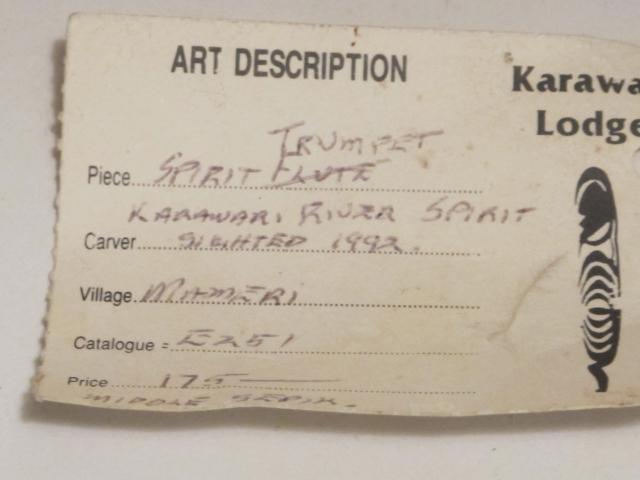 ART DESCRIPTION
Karawa
Lodge
TRUMPET
Piece SPIRIT FLUTE
KARAWARI RIVER SPIRIT
Carver SIGHTED 1992.
Village MAMERI
Catalogue = E251
Price 175 —
MIDDLE SEPIK.